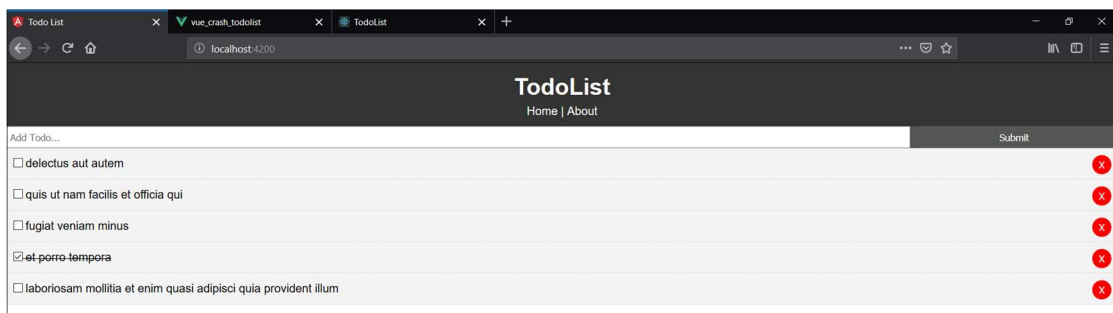 Todo List
vue_crash_todolist
TodoList
localhost:4200
TodoList
Home | About
Add Todo... Submit
delectus aut autem X
quis ut nam facilis et officia qui X
fugiat veniam minus X
et porro tempora X
laboriosam mollitia et enim quasi adipisci quia provident illum X